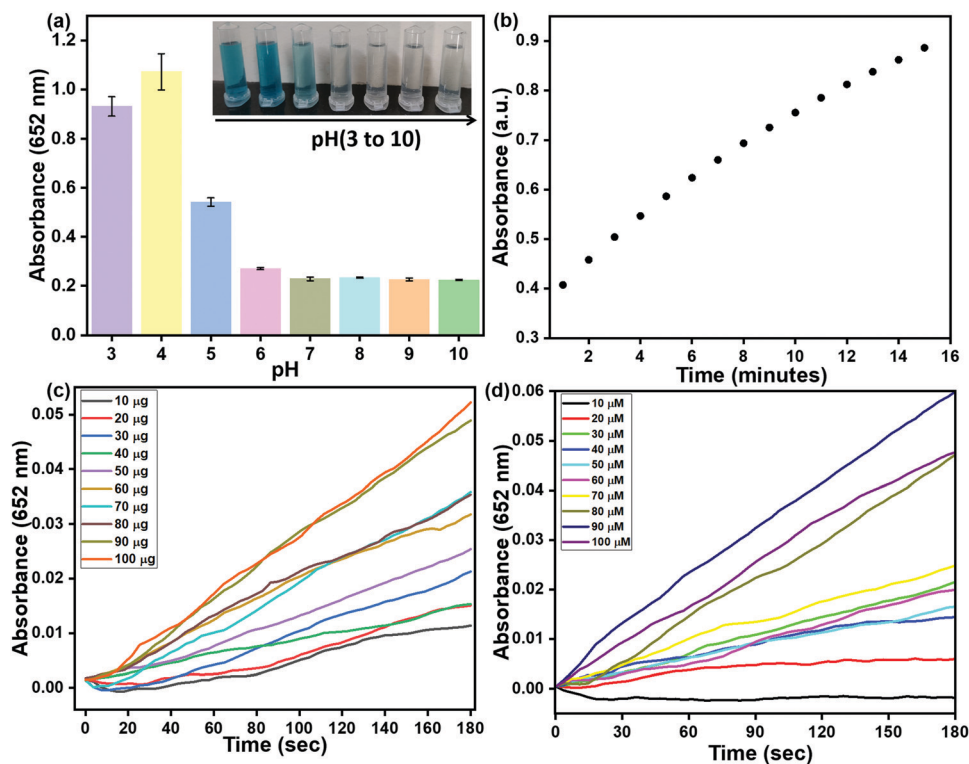 (a)
Absorbance (652 nm)
1.2
1.0
0.8
0.6
0.4
0.2
0.0
3 4 5 6 7 8 9 10
pH
pH(3 to 10)
(b)
Absorbance (a.u.)
0.9
0.8
0.7
0.6
0.5
0.4
0.3
2 4 6 8 10 12 14 16
Time (minutes)
(c)
Absorbance (652 nm)
0.05
0.04
0.03
0.02
0.01
0.00
10 μg
20 μg
30 μg
40 μg
50 μg
60 μg
70 μg
80 μg
90 μg
100 μg
0 20 40 60 80 100 120 140 160 180
Time (sec)
(d)
Absorbance (652 nm)
0.06
0.05
0.04
0.03
0.02
0.01
0.00
10 μM
20 μM
30 μM
40 μM
50 μM
60 μM
70 μM
80 μM
90 μM
100 μM
0 30 60 90 120 150 180
Time (sec)